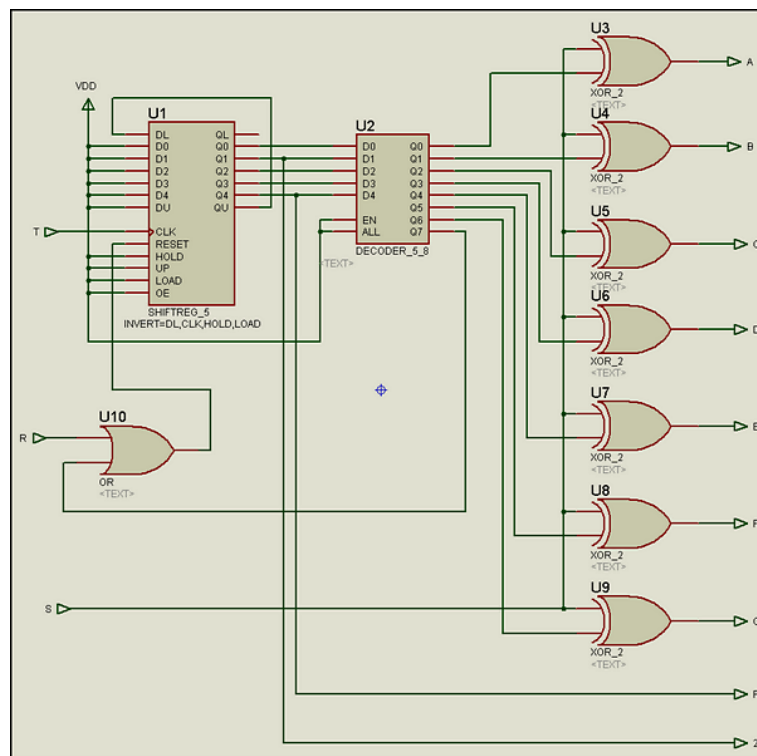 U3
A
XOR_2
<TEXT>
VDD
U1
DL QL
D0 Q0
D1 Q1
D2 Q2
D3 Q3
D4 Q4
DU QU
T
CLK
RESET
HOLD
UP
LOAD
OE
SHIFTREG_5
INVERT=DL,CLK,HOLD,LOAD
U2
D0 Q0
D1 Q1
D2 Q2
D3 Q3
D4 Q4
Q5
EN Q6
ALL Q7
DECODER_5_8
<TEXT>
U4
B
XOR_2
<TEXT>
U5
XOR_2
<TEXT>
U6
XOR_2
<TEXT>
U7
XOR_2
<TEXT>
U10
R
OR
<TEXT>
U8
XOR_2
<TEXT>
S
U9
XOR_2
<TEXT>